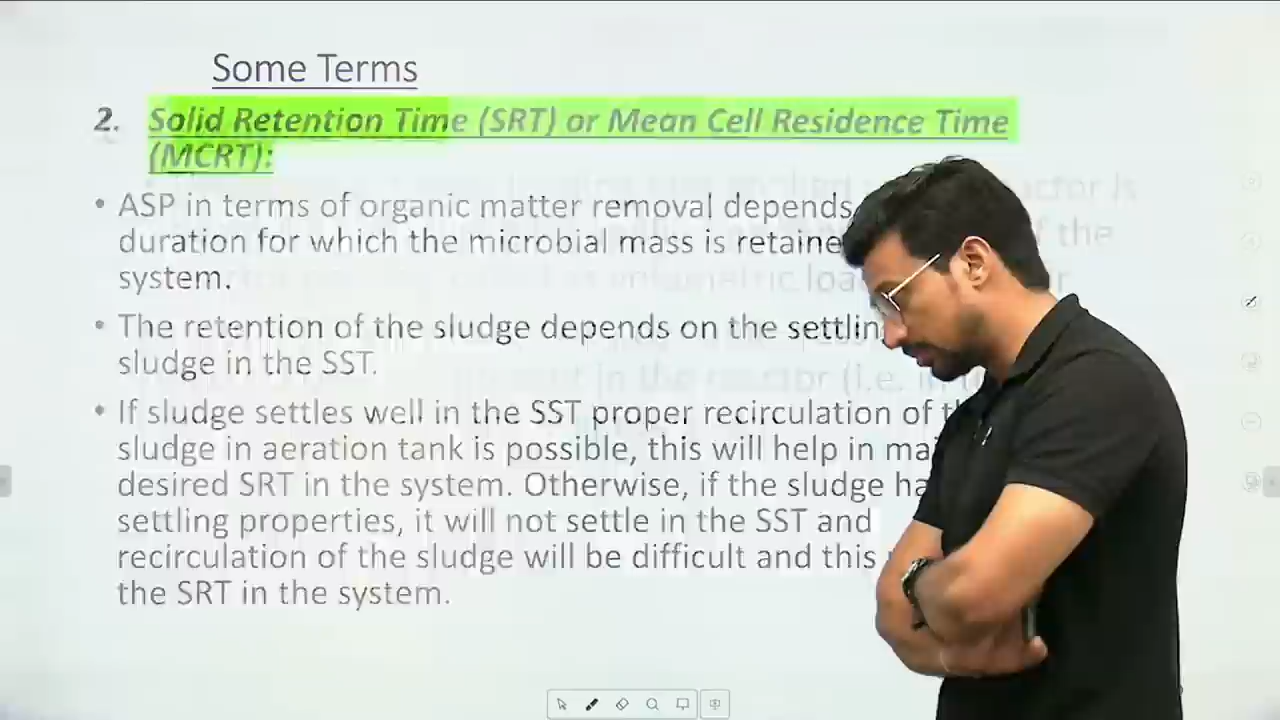 Some Terms
2. Solid Retention Time (SRT) or Mean Cell Residence Time
(MCRT):
• ASP in terms of organic matter removal depends
duration for which the microbial mass is retaine
system.
• The retention of the sludge depends on the settlin
sludge in the SST.
• If sludge settles well in the SST proper recirculation of th
sludge in aeration tank is possible, this will help in mai
desired SRT in the system. Otherwise, if the sludge ha
settling properties, it will not settle in the SST and
recirculation of the sludge will be difficult and this
the SRT in the system.